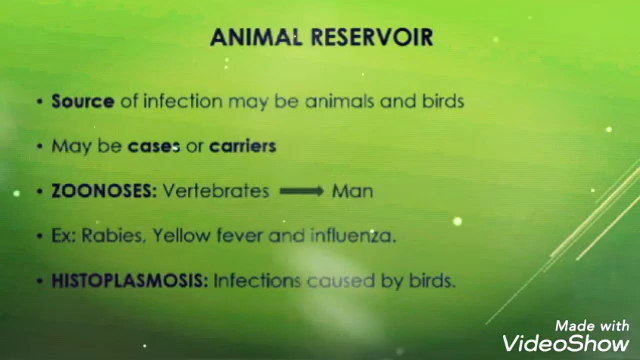 ANIMAL RESERVOIR
• Source of infection may be animals and birds
• May be cases or carriers
• ZOONOSES: Vertebrates → Man
• Ex: Rabies, Yellow fever and influenza.
• HISTOPLASMOSIS: Infections caused by birds.
Made with
VideoShow